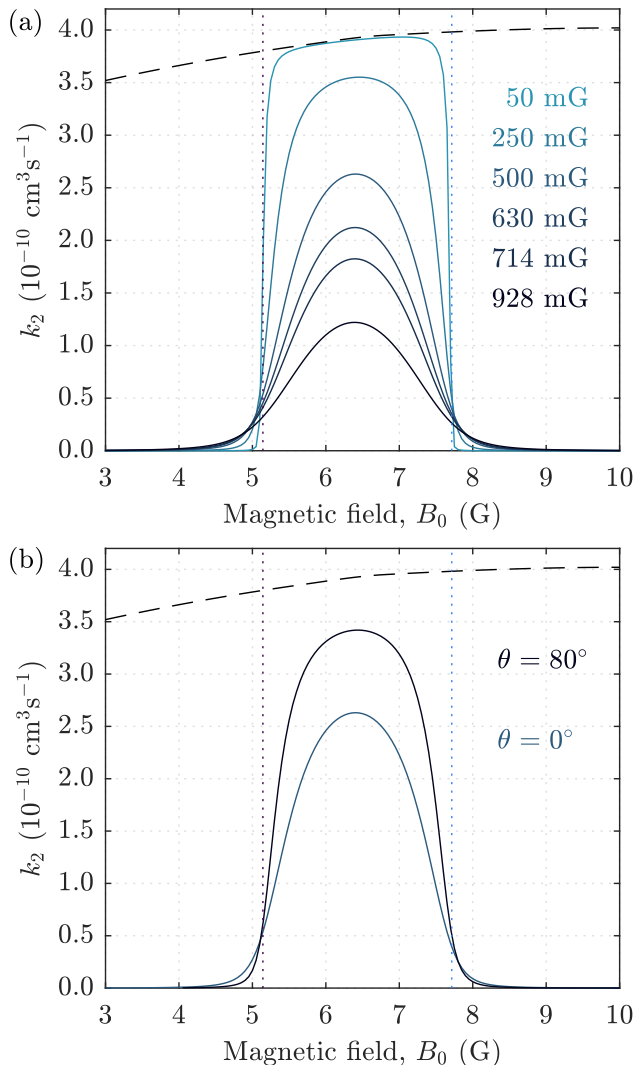 (a)
4.0
3.5
3.0
2.5
2.0
1.5
1.0
0.5
0.0
k₂ (10⁻¹⁰ cm³s⁻¹)
50 mG
250 mG
500 mG
630 mG
714 mG
928 mG
3 4 5 6 7 8 9 10
Magnetic field, B₀ (G)
(b)
4.0
3.5
3.0
2.5
2.0
1.5
1.0
0.5
0.0
k₂ (10⁻¹⁰ cm³s⁻¹)
θ = 80°
θ = 0°
3 4 5 6 7 8 9 10
Magnetic field, B₀ (G)